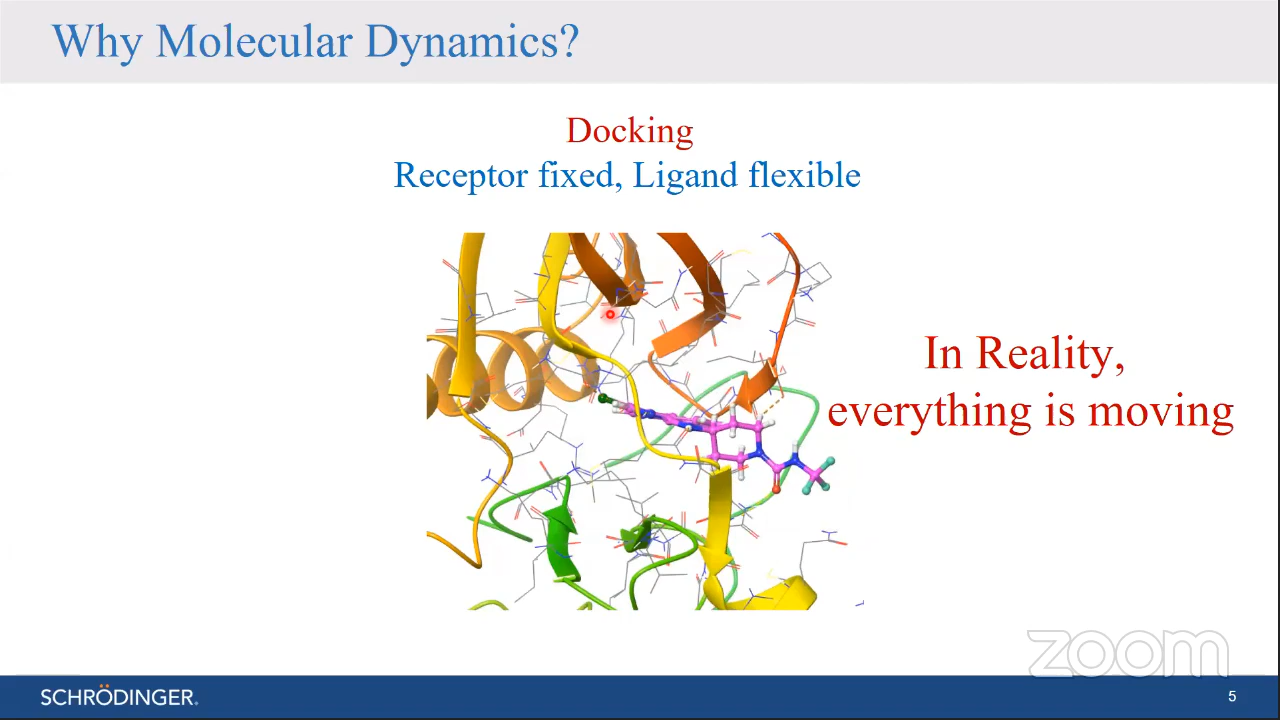 Why Molecular Dynamics?
Docking
Receptor fixed, Ligand flexible
In Reality,
everything is moving
zoom
SCHRÖDINGER.
5